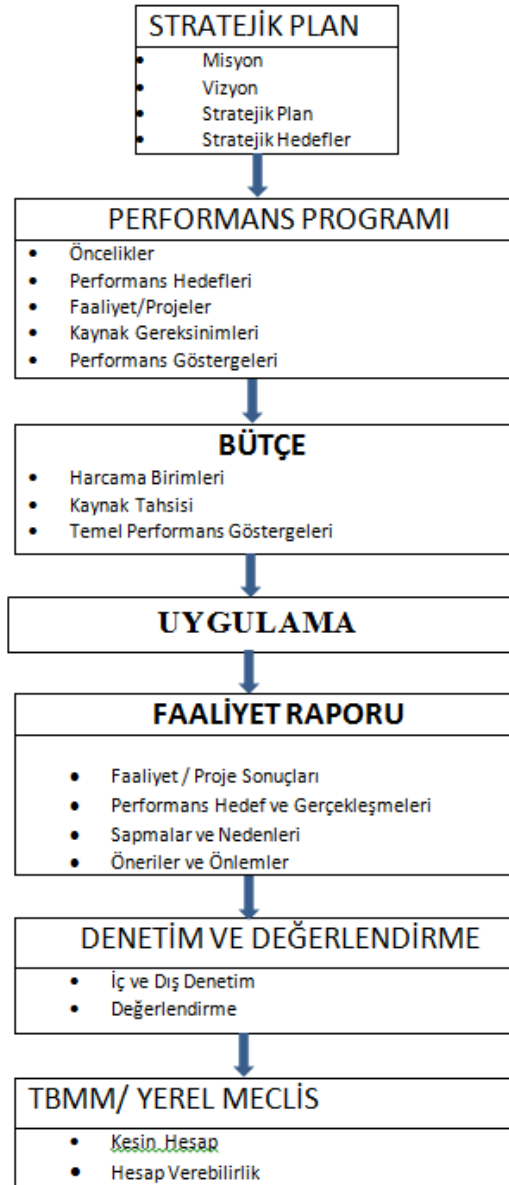 STRATEJİK PLAN
• Misyon
• Vizyon
• Stratejik Plan
• Stratejik Hedefler
PERFORMANS PROGRAMI
• Öncelikler
• Performans Hedefleri
• Faaliyet/Projeler
• Kaynak Gereksinimleri
• Performans Göstergeleri
BÜTÇE
• Harcama Birimleri
• Kaynak Tahsisi
• Temel Performans Göstergeleri
UYGULAMA
FAALİYET RAPORU
• Faaliyet / Proje Sonuçları
• Performans Hedef ve Gerçekleşmeleri
• Sapmalar ve Nedenleri
• Öneriler ve Önlemler
DENETİM VE DEĞERLENDİRME
• İç ve Dış Denetim
• Değerlendirme
TBMM/ YEREL MECLİS
• Kesin Hesap
• Hesap Verebilirlik